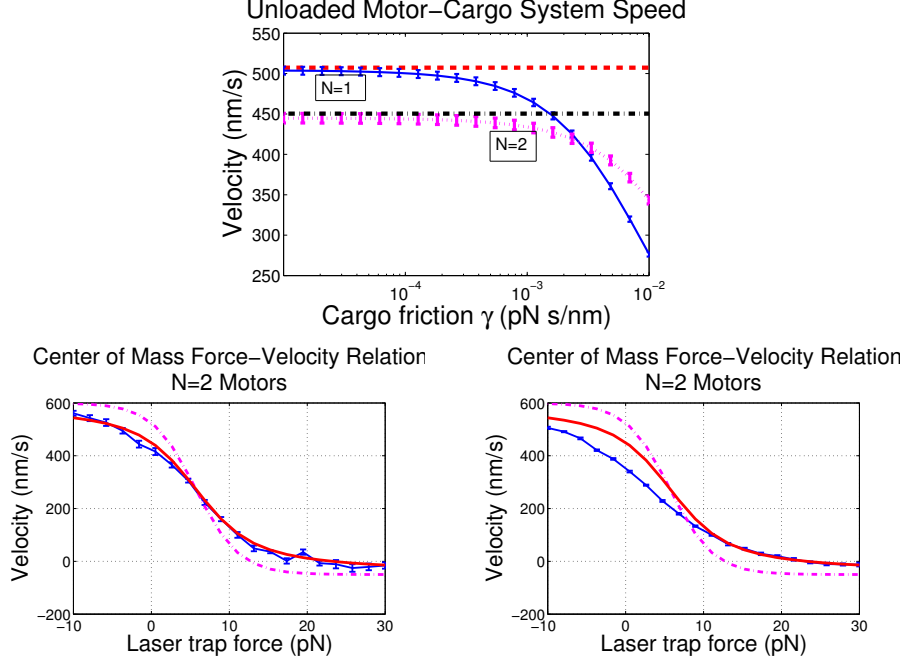 Unloaded Motor−Cargo System Speed
550
500
450
400
350
300
250
Velocity (nm/s)
N=1
N=2
10−4
10−3
10−2
Cargo friction γ (pN s/nm)
Center of Mass Force−Velocity Relation
N=2 Motors
600
400
200
0
−200
Velocity (nm/s)
−10
0
10
20
30
Laser trap force (pN)
Center of Mass Force−Velocity Relation
N=2 Motors
600
400
200
0
−200
Velocity (nm/s)
−10
0
10
20
30
Laser trap force (pN)